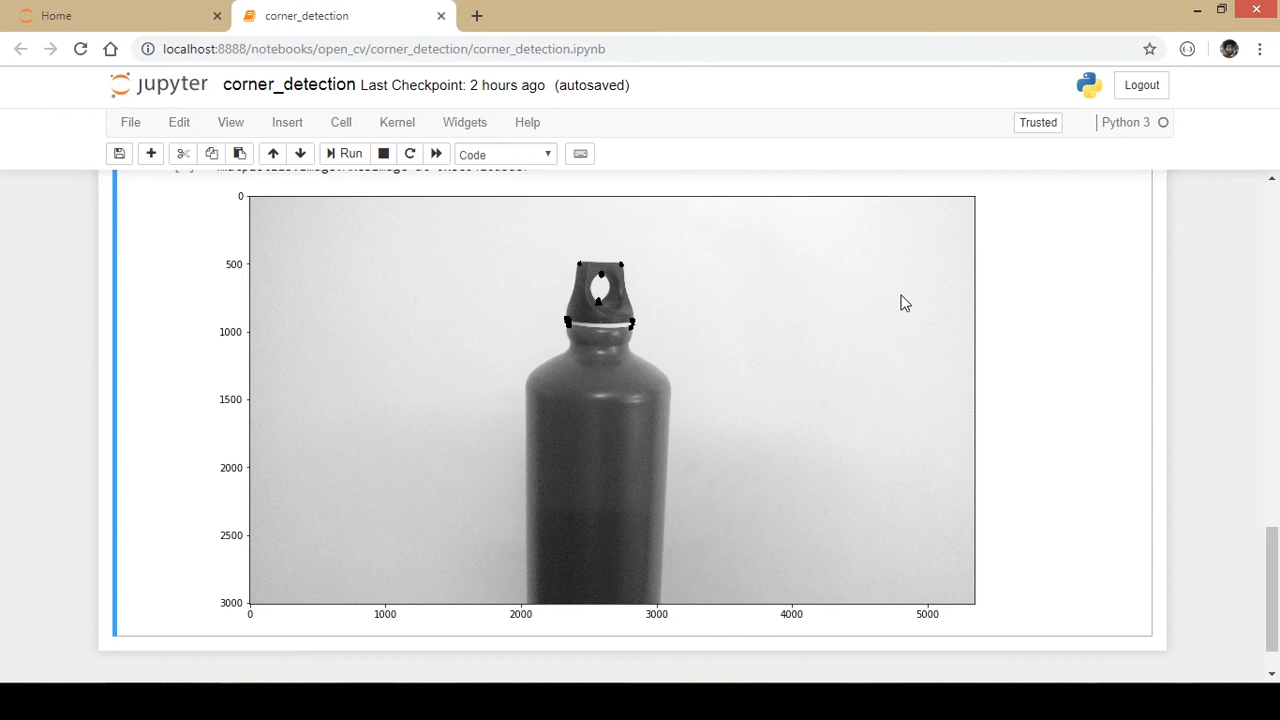 Home
corner_detection
localhost:8888/notebooks/open_cv/corner_detection/corner_detection.ipynb
jupyter corner_detection Last Checkpoint: 2 hours ago (autosaved)
Logout
File Edit View Insert Cell Kernel Widgets Help
Trusted
Python 3
Run
Code
0
500
1000
1500
2000
2500
3000
0 1000 2000 3000 4000 5000